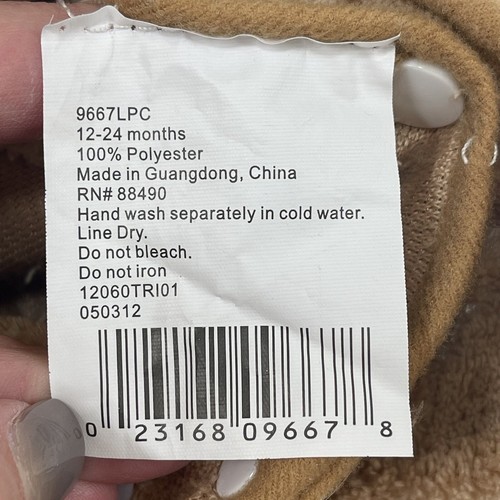 9667LPC
12-24 months
100% Polyester
Made in Guangdong, China
RN# 88490
Hand wash separately in cold water.
Line Dry.
Do not bleach.
Do not iron
12060TRI01
050312
0 23168 09667 8